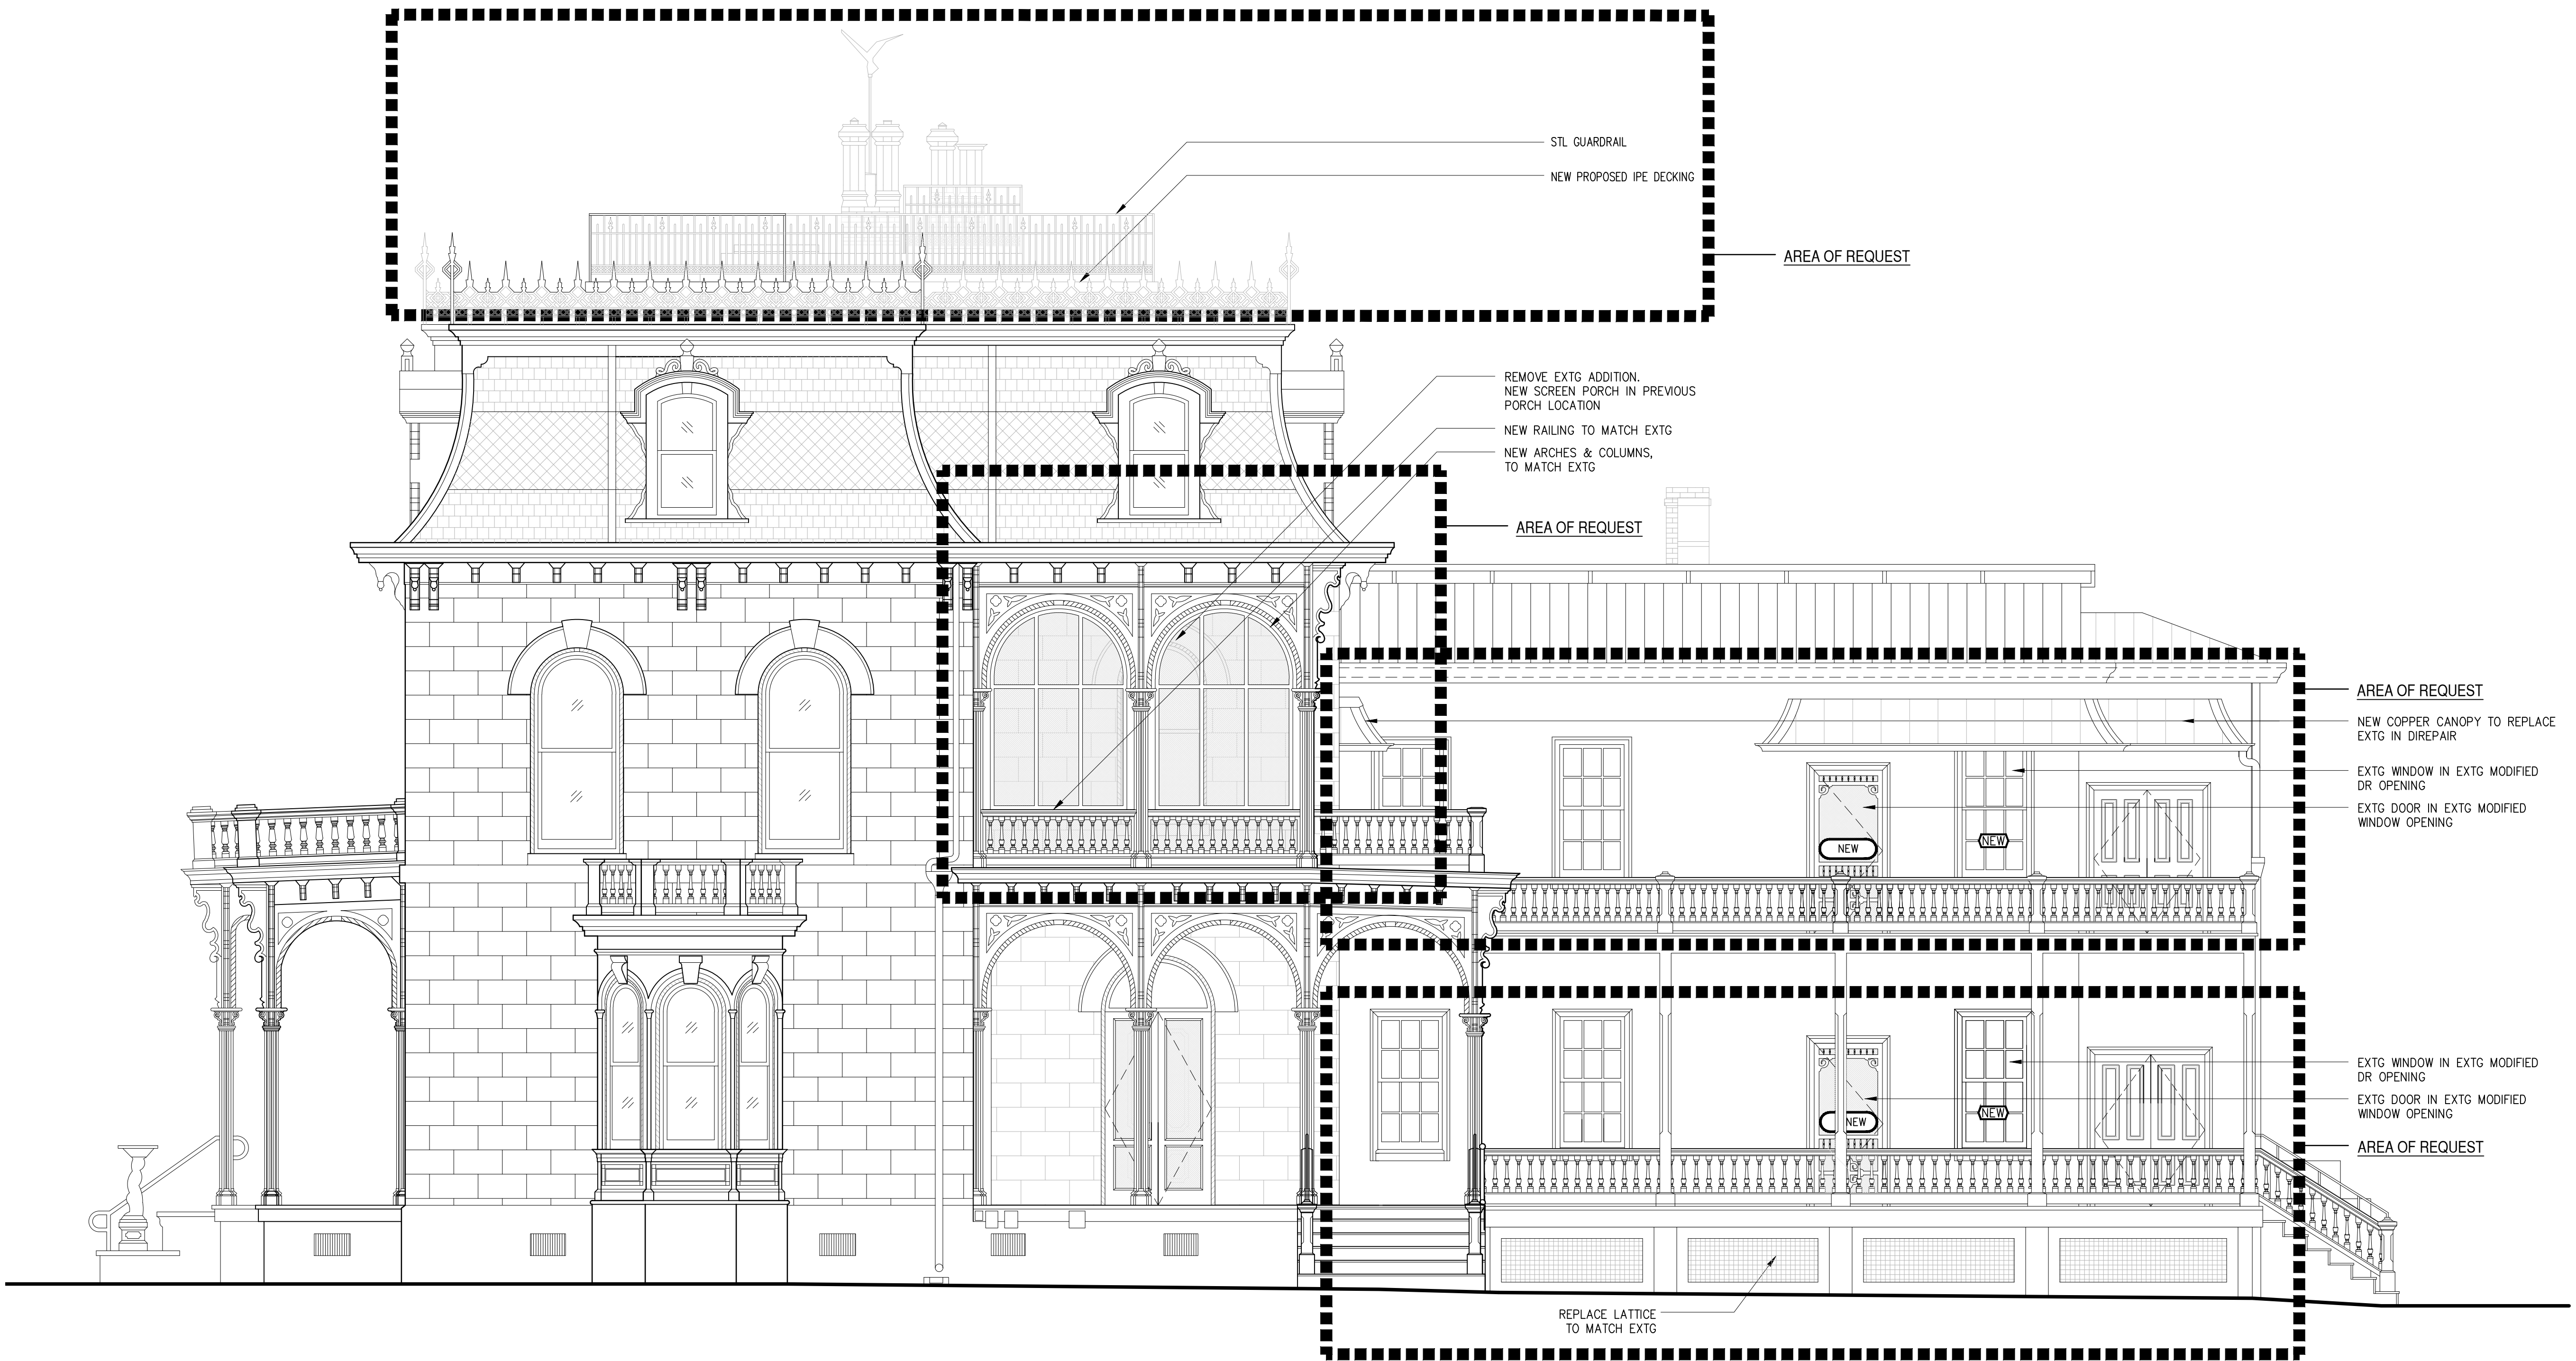 STL GUARDRAIL
NEW PROPOSED IPE DECKING
AREA OF REQUEST
REMOVE EXTG ADDITION.
NEW SCREEN PORCH IN PREVIOUS
PORCH LOCATION
NEW RAILING TO MATCH EXTG
NEW ARCHES & COLUMNS,
TO MATCH EXTG
AREA OF REQUEST
AREA OF REQUEST
NEW COPPER CANOPY TO REPLACE
EXTG IN DIREPAIR
EXTG WINDOW IN EXTG MODIFIED
DR OPENING
EXTG DOOR IN EXTG MODIFIED
WINDOW OPENING
NEW
NEW
EXTG WINDOW IN EXTG MODIFIED
DR OPENING
EXTG DOOR IN EXTG MODIFIED
WINDOW OPENING
NEW
NEW
AREA OF REQUEST
REPLACE LATTICE
TO MATCH EXTG